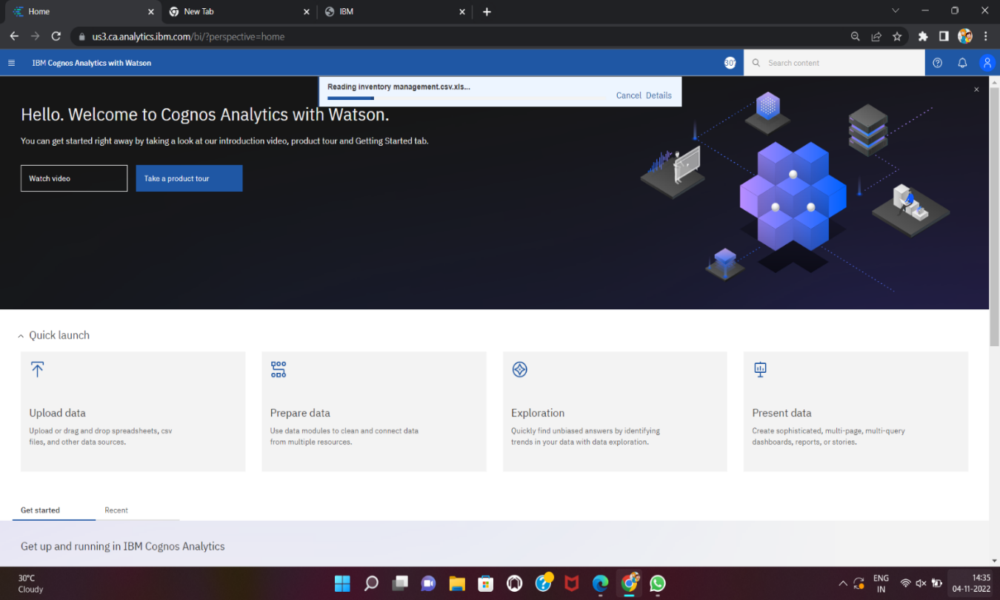 Home
New Tab
IBM
us3.ca.analytics.ibm.com/bi/?perspective=home
IBM Cognos Analytics with Watson
30
Search content
Reading inventory management.csv.xls...
Cancel Details
Hello. Welcome to Cognos Analytics with Watson.
You can get started right away by taking a look at our introduction video, product tour and Getting Started tab.
Watch video
Take a product tour
Quick launch
Upload data
Upload or drag and drop spreadsheets, csv
files, and other data sources.
Prepare data
Use data modules to clean and connect data
from multiple resources.
Exploration
Quickly find unbiased answers by identifying
trends in your data with data exploration.
Present data
Create sophisticated, multi-page, multi-query
dashboards, reports, or stories.
Get started
Recent
Get up and running in IBM Cognos Analytics
30°C
Cloudy
ENG
IN
14:35
04-11-2022